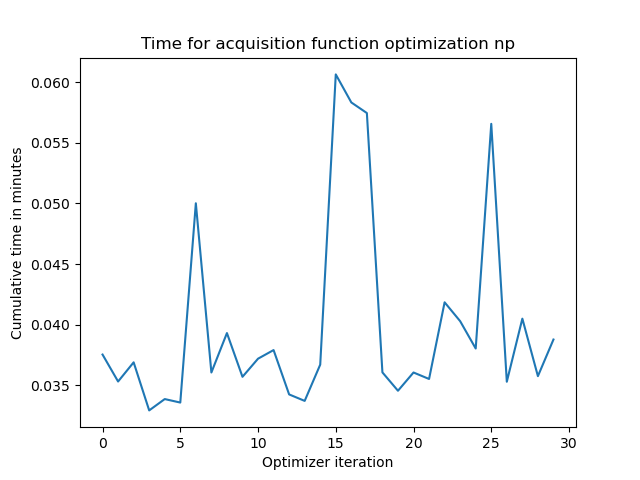 Time for acquisition function optimization np
0.060
0.055
0.050
0.045
0.040
0.035
Cumulative time in minutes
0 5 10 15 20 25 30
Optimizer iteration